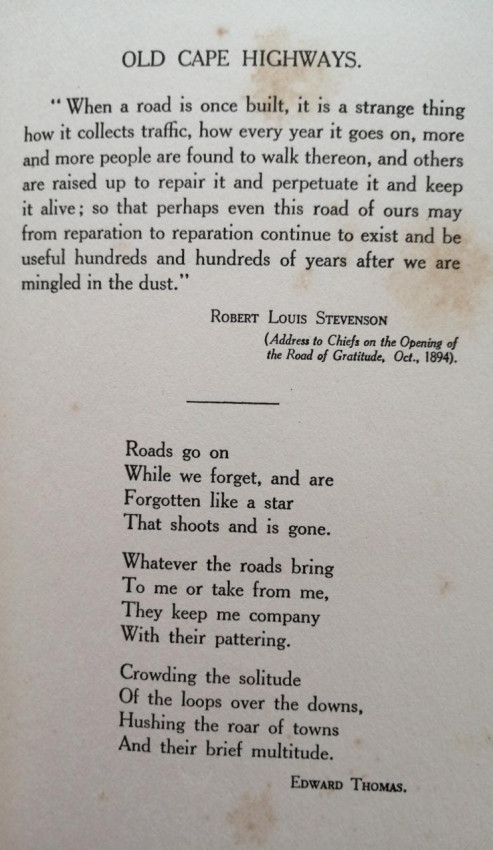 OLD CAPE HIGHWAYS.
“ When a road is once built, it is a strange thing
how it collects traffic, how every year it goes on, more
and more people are found to walk thereon, and others
are raised up to repair it and perpetuate it and keep
it alive; so that perhaps even this road of ours may
from reparation to reparation continue to exist and be
useful hundreds and hundreds of years after we are
mingled in the dust.”
ROBERT LOUIS STEVENSON
(Address to Chiefs on the Opening of
the Road of Gratitude, Oct., 1894).
Roads go on
While we forget, and are
Forgotten like a star
That shoots and is gone.
Whatever the roads bring
To me or take from me,
They keep me company
With their pattering.
Crowding the solitude
Of the loops over the downs,
Hushing the roar of towns
And their brief multitude.
EDWARD THOMAS.